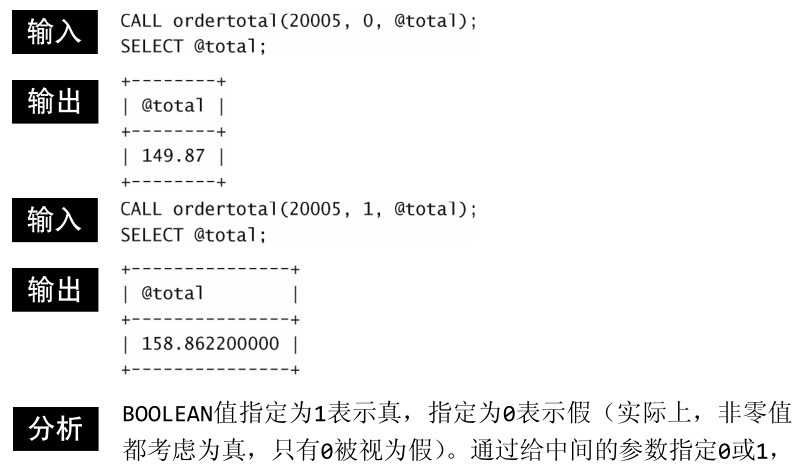 输入
CALL ordertotal(20005, 0, @total);
SELECT @total;
输出
+--------+
| @total |
+--------+
| 149.87 |
+--------+
输入
CALL ordertotal(20005, 1, @total);
SELECT @total;
输出
+---------------+
| @total        |
+---------------+
| 158.862200000 |
+---------------+
分析
BOOLEAN值指定为1表示真，指定为0表示假（实际上，非零值
都考虑为真，只有0被视为假）。通过给中间的参数指定0或1，